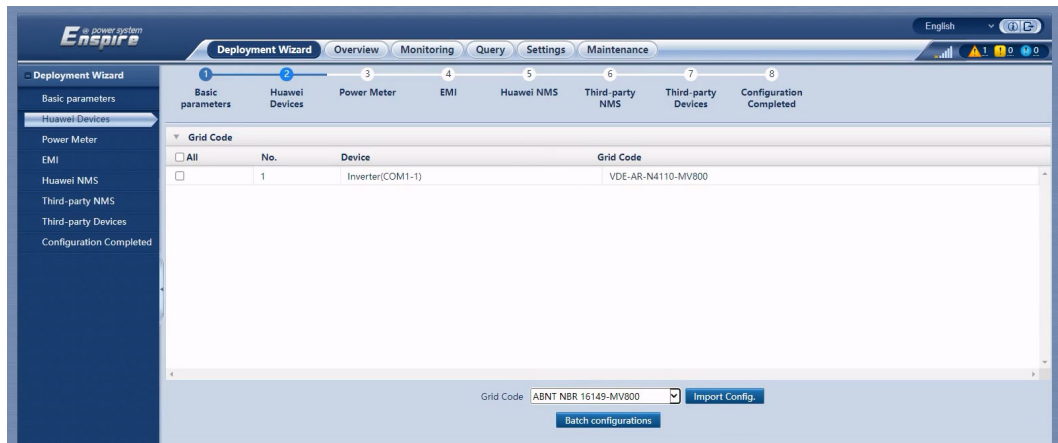 English
@ power system
Enspire
Deployment Wizard Overview Monitoring Query Settings Maintenance
1 0 0
Deployment Wizard
Basic parameters
Huawei Devices
Power Meter
EMI
Huawei NMS
Third-party NMS
Third-party Devices
Configuration Completed
1 2 3 4 5 6 7 8
Basic parameters
Huawei Devices
Power Meter
EMI
Huawei NMS
Third-party NMS
Third-party Devices
Configuration Completed
Grid Code
All No. Device Grid Code
1 Inverter(COM1-1) VDE-AR-N4110-MV800
Grid Code ABNT NBR 16149-MV800 Import Config.
Batch configurations